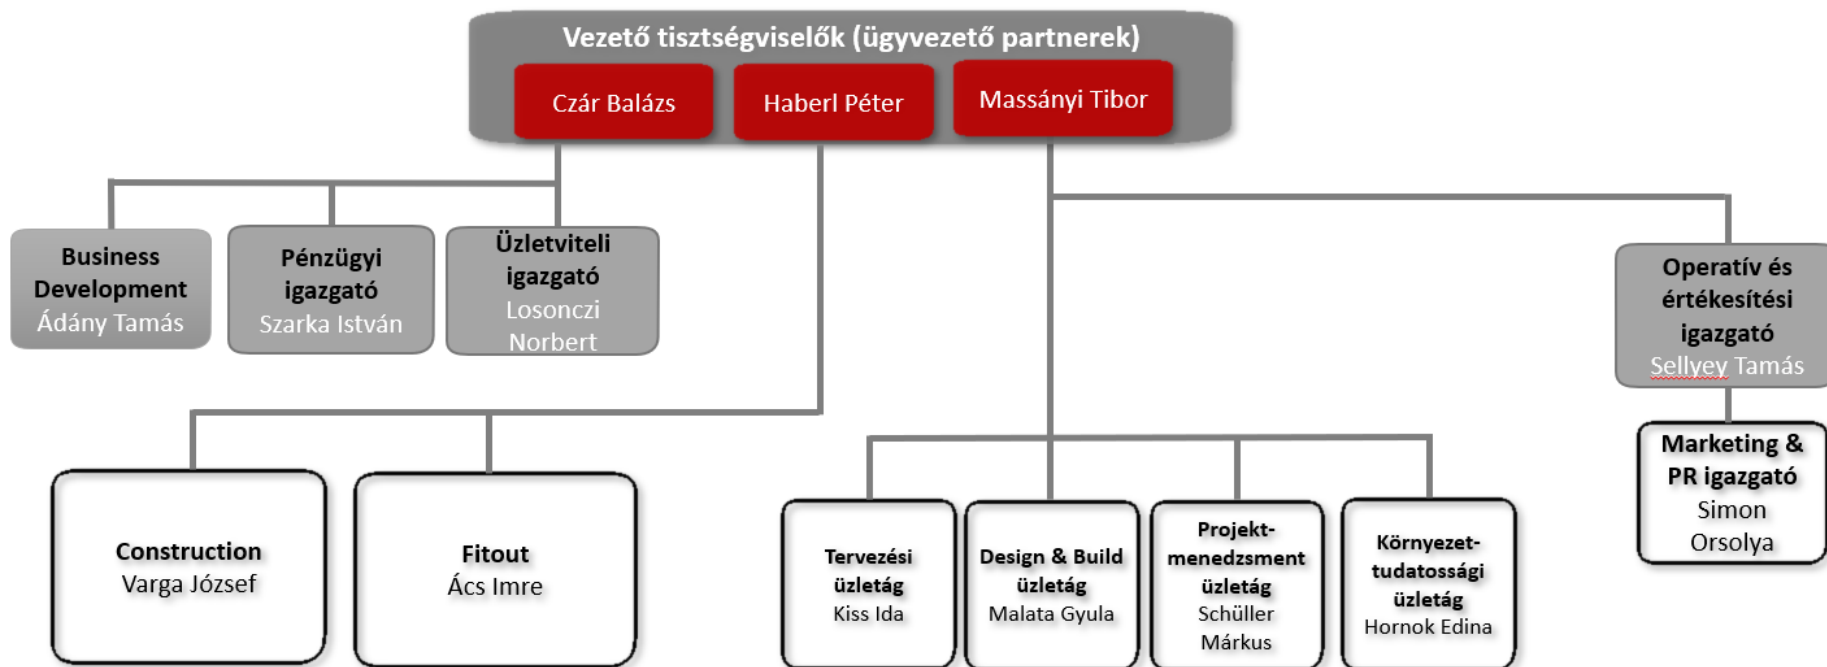 Vezető tisztségviselők (ügyvezető partnerek)
Czár Balázs
Haberl Péter
Massányi Tibor
Business
Development
Ádány Tamás
Pénzügyi
igazgató
Szarka István
Üzletviteli
igazgató
Losonczi
Norbert
Operatív és
értékesítési
igazgató
Sellyey Tamás
Marketing &
PR igazgató
Simon
Orsolya
Construction
Varga József
Fitout
Ács Imre
Tervezési
üzletág
Kiss Ida
Design & Build
üzletág
Malata Gyula
Projekt-
menedzsment
üzletág
Schüller
Márkus
Környezet-
tudatossági
üzletág
Hornok Edina